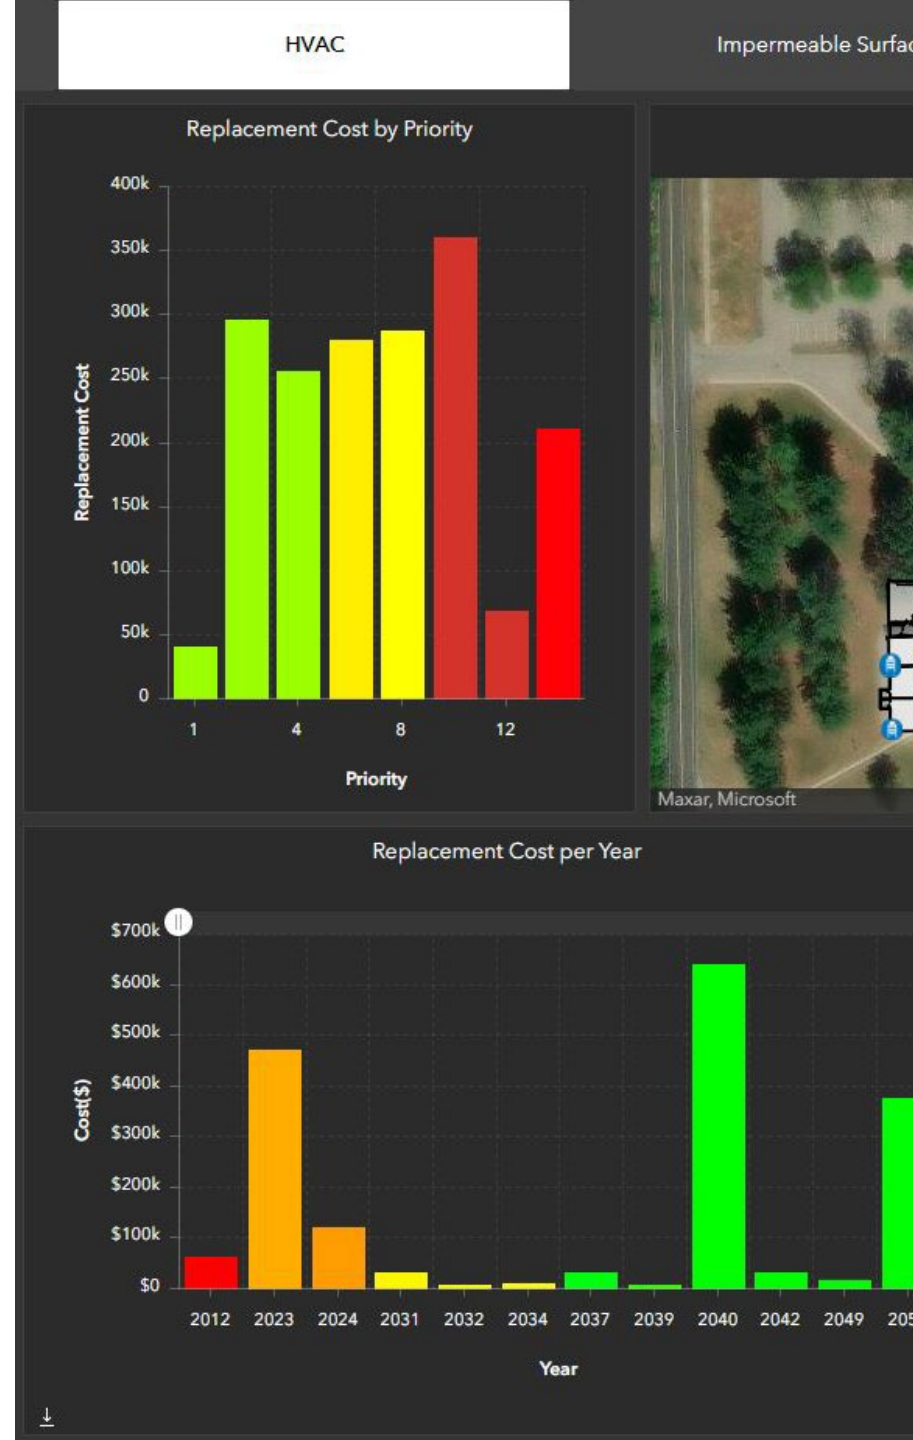 HVAC
Impermeable Surfac
Replacement Cost by Priority
400k
350k
300k
250k
200k
150k
100k
50k
0
Replacement Cost
1 4 8 12
Priority
Maxar, Microsoft
Replacement Cost per Year
$700k
$600k
$500k
$400k
$300k
$200k
$100k
$0
Cost($)
2012 2023 2024 2031 2032 2034 2037 2039 2040 2042 2049 205
Year